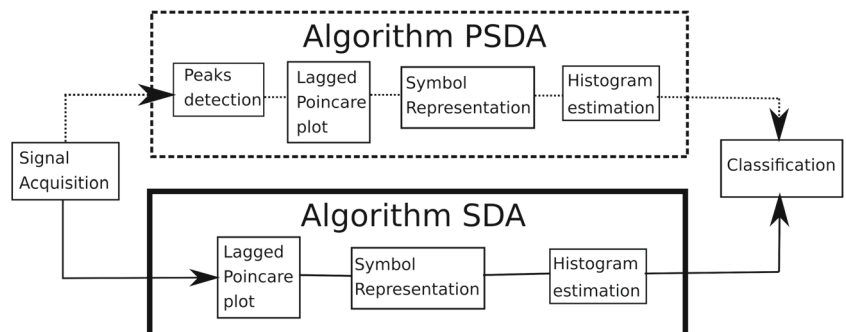 Algorithm PSDA
Peaks
detection
Lagged
Poincare
plot
Symbol
Representation
Histogram
estimation
Signal
Acquisition
Classification
Algorithm SDA
Lagged
Poincare
plot
Symbol
Representation
Histogram
estimation